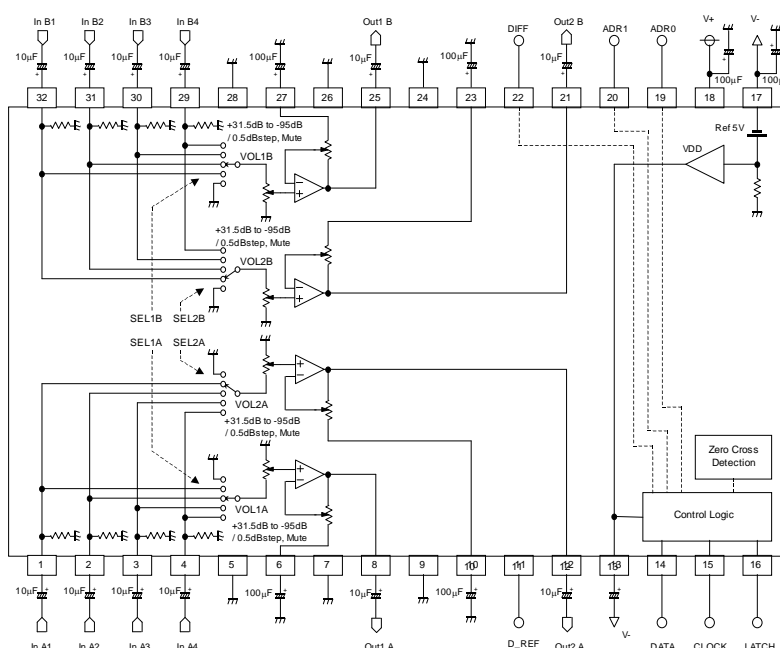 In B1 In B2 In B3 In B4 Out1 B DIFF Out2 B ADR1 ADR0 V+ V-
10µF 10µF 10µF 10µF 100µF 10µF 100µF 10µF 100µF 100µF
32 31 30 29 28 27 26 25 24 23 22 21 20 19 18 17
+31.5dB to -95dB
/ 0.5dBstep, Mute
VOL1B
Ref 5V
VDD
+31.5dB to -95dB
/ 0.5dBstep, Mute
VOL2B
SEL1B SEL2B
SEL1A SEL2A
VOL2A
+31.5dB to -95dB
/ 0.5dBstep, Mute
Zero Cross
Detection
VOL1A
Control Logic
+31.5dB to -95dB
/ 0.5dBstep, Mute
1 2 3 4 5 6 7 8 9 10 11 12 13 14 15 16
10µF 10µF 10µF 10µF 100µF 10µF 100µF 10µF
V-
In A1 In A2 In A3 In A4 Out1 A D_REF Out2 A DATA CLOCK LATCH